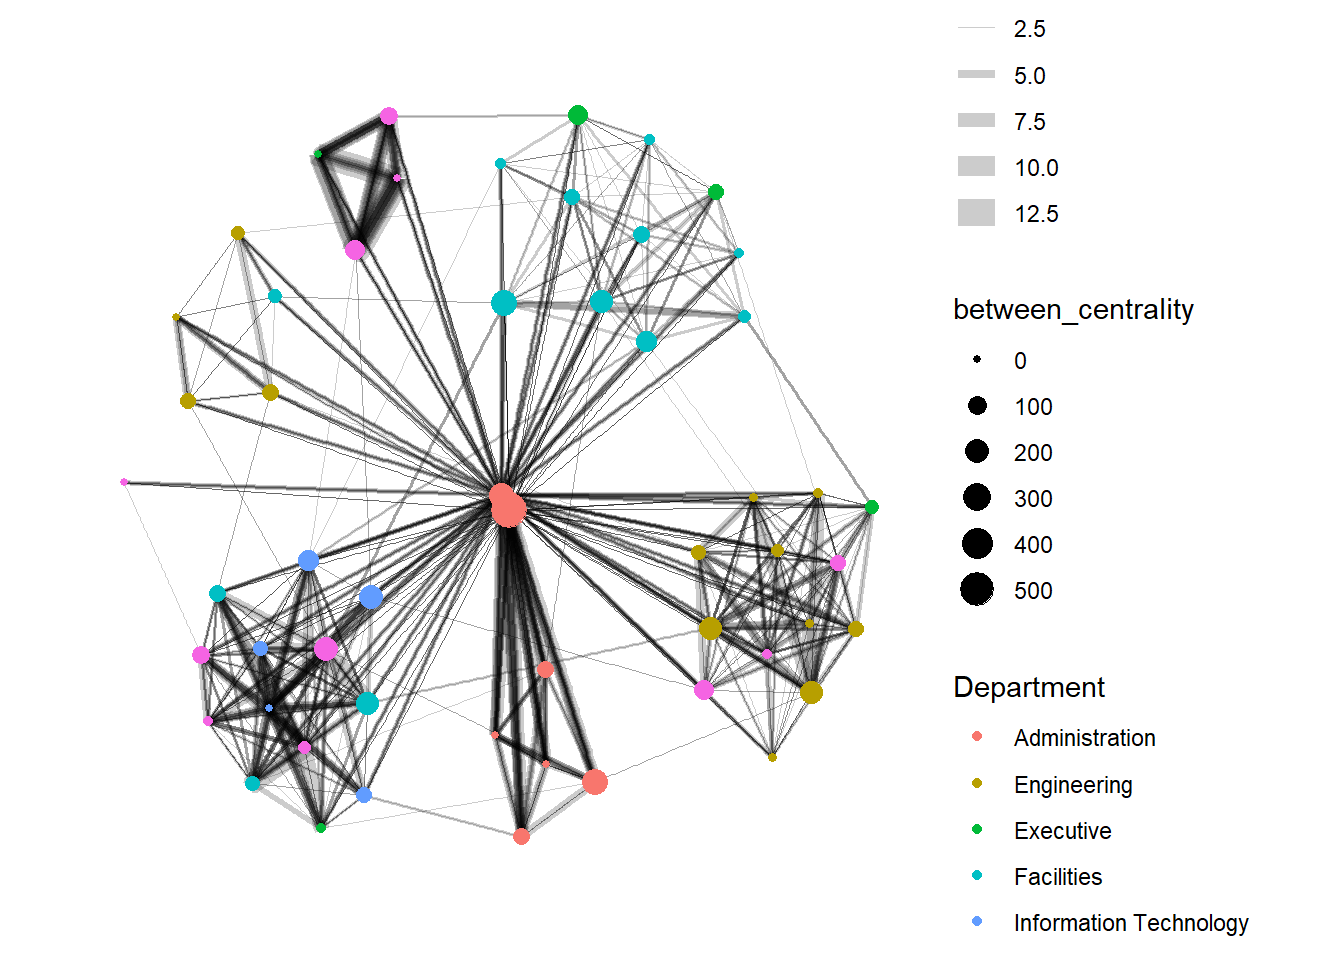 2.5
5.0
7.5
10.0
12.5
between_centrality
0
100
200
300
400
500
Department
Administration
Engineering
Executive
Facilities
Information Technology